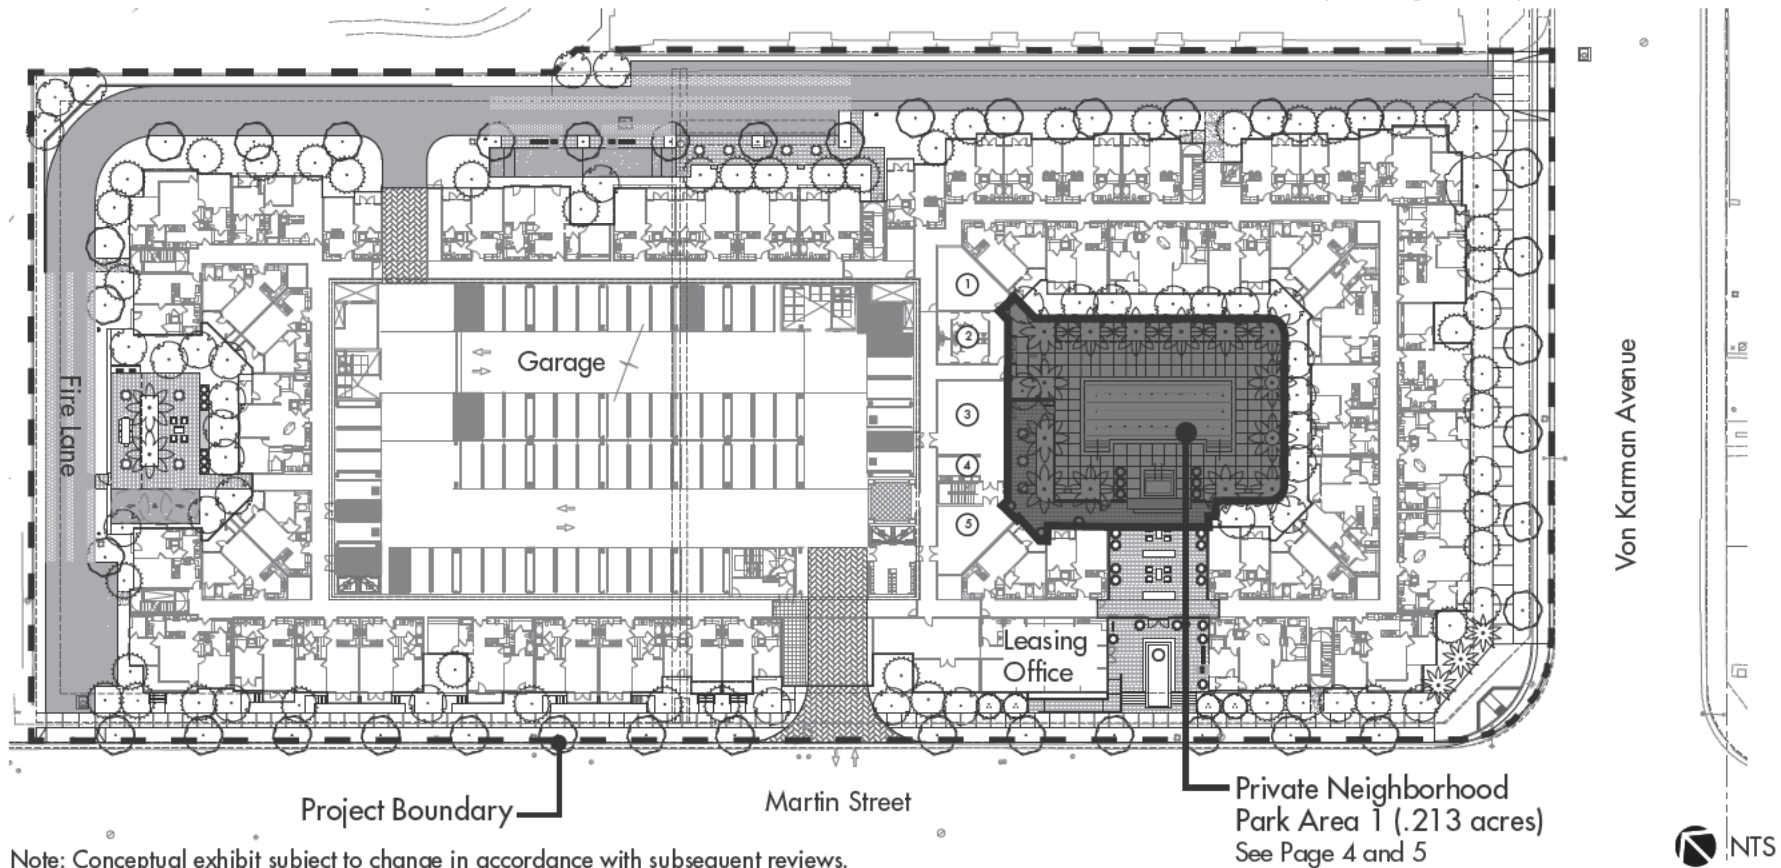 1
2
Garage
3
Fire Lane
4
5
Von Karman Avenue
Leasing
Office
Project Boundary
Martin Street
Private Neighborhood
Park Area 1 (.213 acres)
See Page 4 and 5
NTS
Note: Conceptual exhibit subject to change in accordance with subsequent reviews.